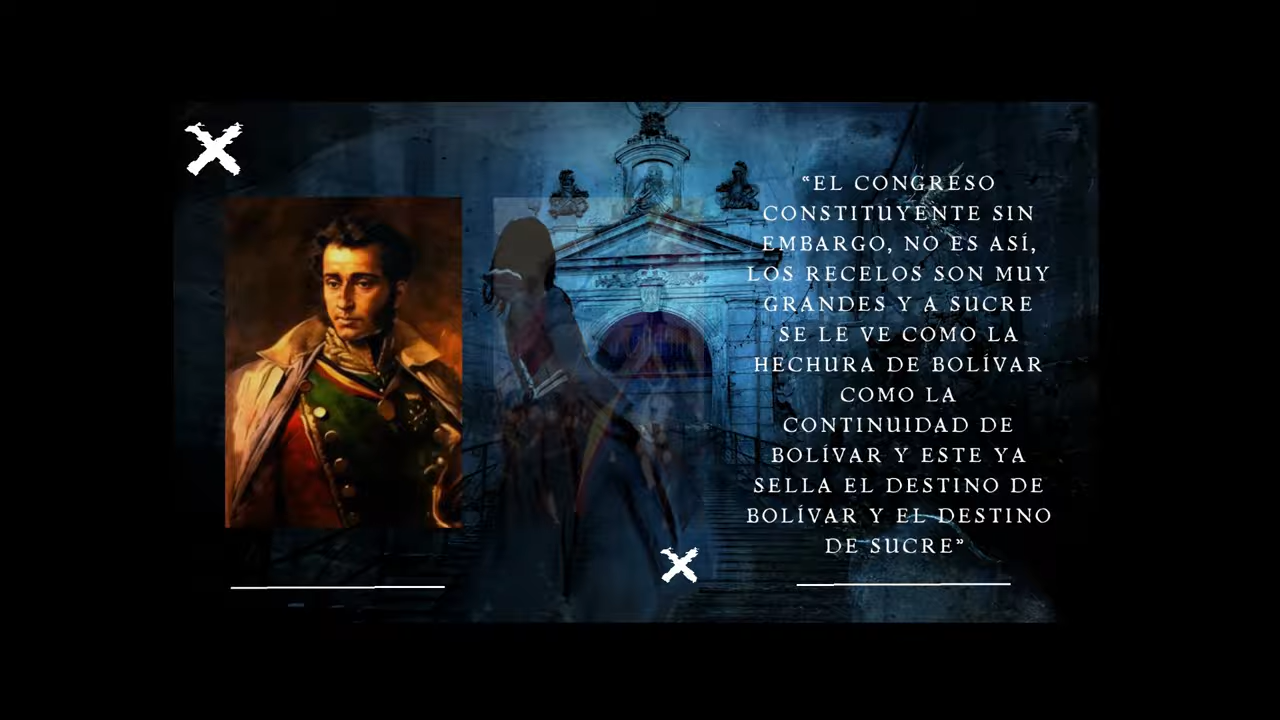 “EL CONGRESO
CONSTITUYENTE SIN
EMBARGO, NO ES ASÍ,
LOS RECELOS SON MUY
GRANDES Y A SUCRE
SE LE VE COMO LA
HECHURA DE BOLÍVAR
COMO LA
CONTINUIDAD DE
BOLÍVAR Y ESTE YA
SELLA EL DESTINO DE
BOLÍVAR Y EL DESTINO
DE SUCRE”